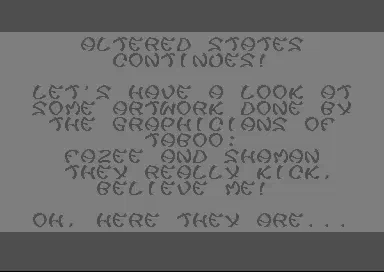 ALTERED STATES
CONTINUES!
LET'S HAVE A LOOK AT
SOME ARTWORK DONE BY
THE GRAPHICIANS OF
TABOO:
FAZEE AND SHAMAN
THEY REALLY KICK,
BELIEVE ME!
OH, HERE THEY ARE...